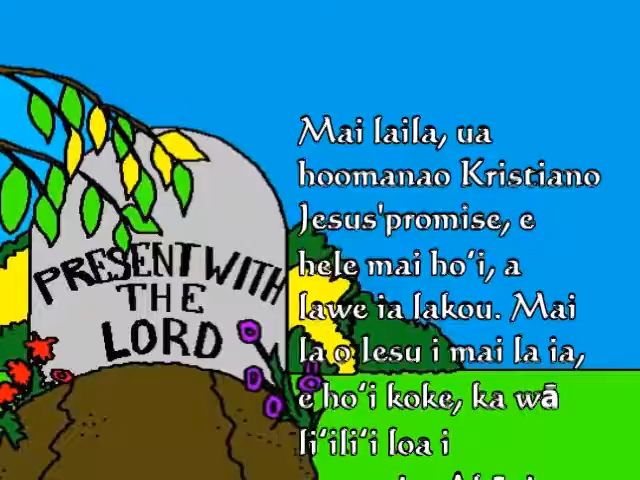 PRESENT WITH
THE
LORD
Mai laila, ua
hoomanao Kristiano
Jesus'promise, e
hele mai hoʻi, a
lawe ia lakou. Mai
la o Iesu i mai la ia,
e hoʻi koke, ka wā
liʻiliʻi loa i